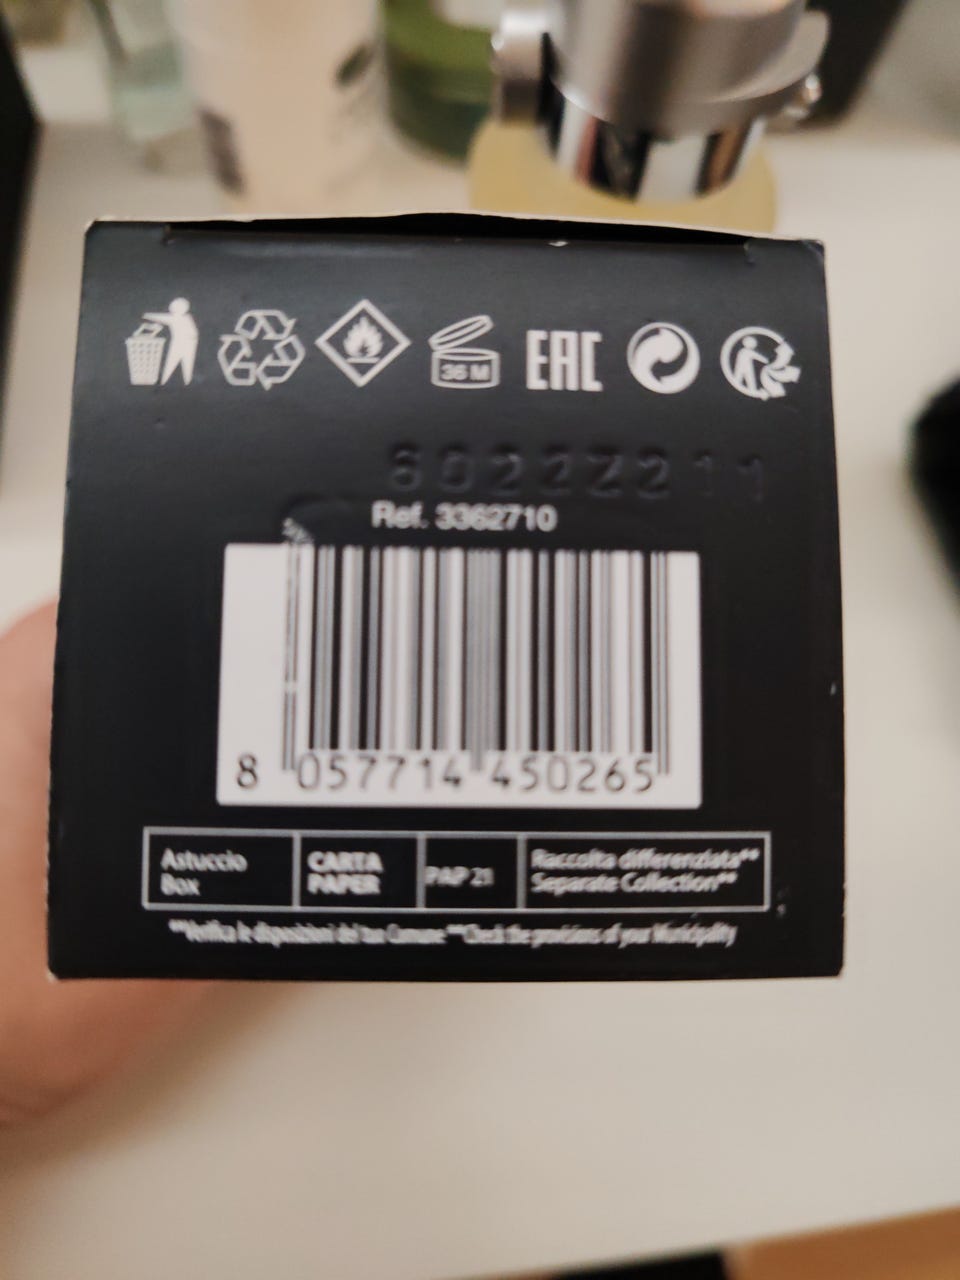 36 M
EAC
6022Z211
Ref. 3362710
8 057714 450265
Astuccio
Box
CARTA
PAPER
PAP 21
Raccolta differenziata**
Separate Collection**
**Verifica le disposizioni del tuo Comune **Check the provisions of your Municipality